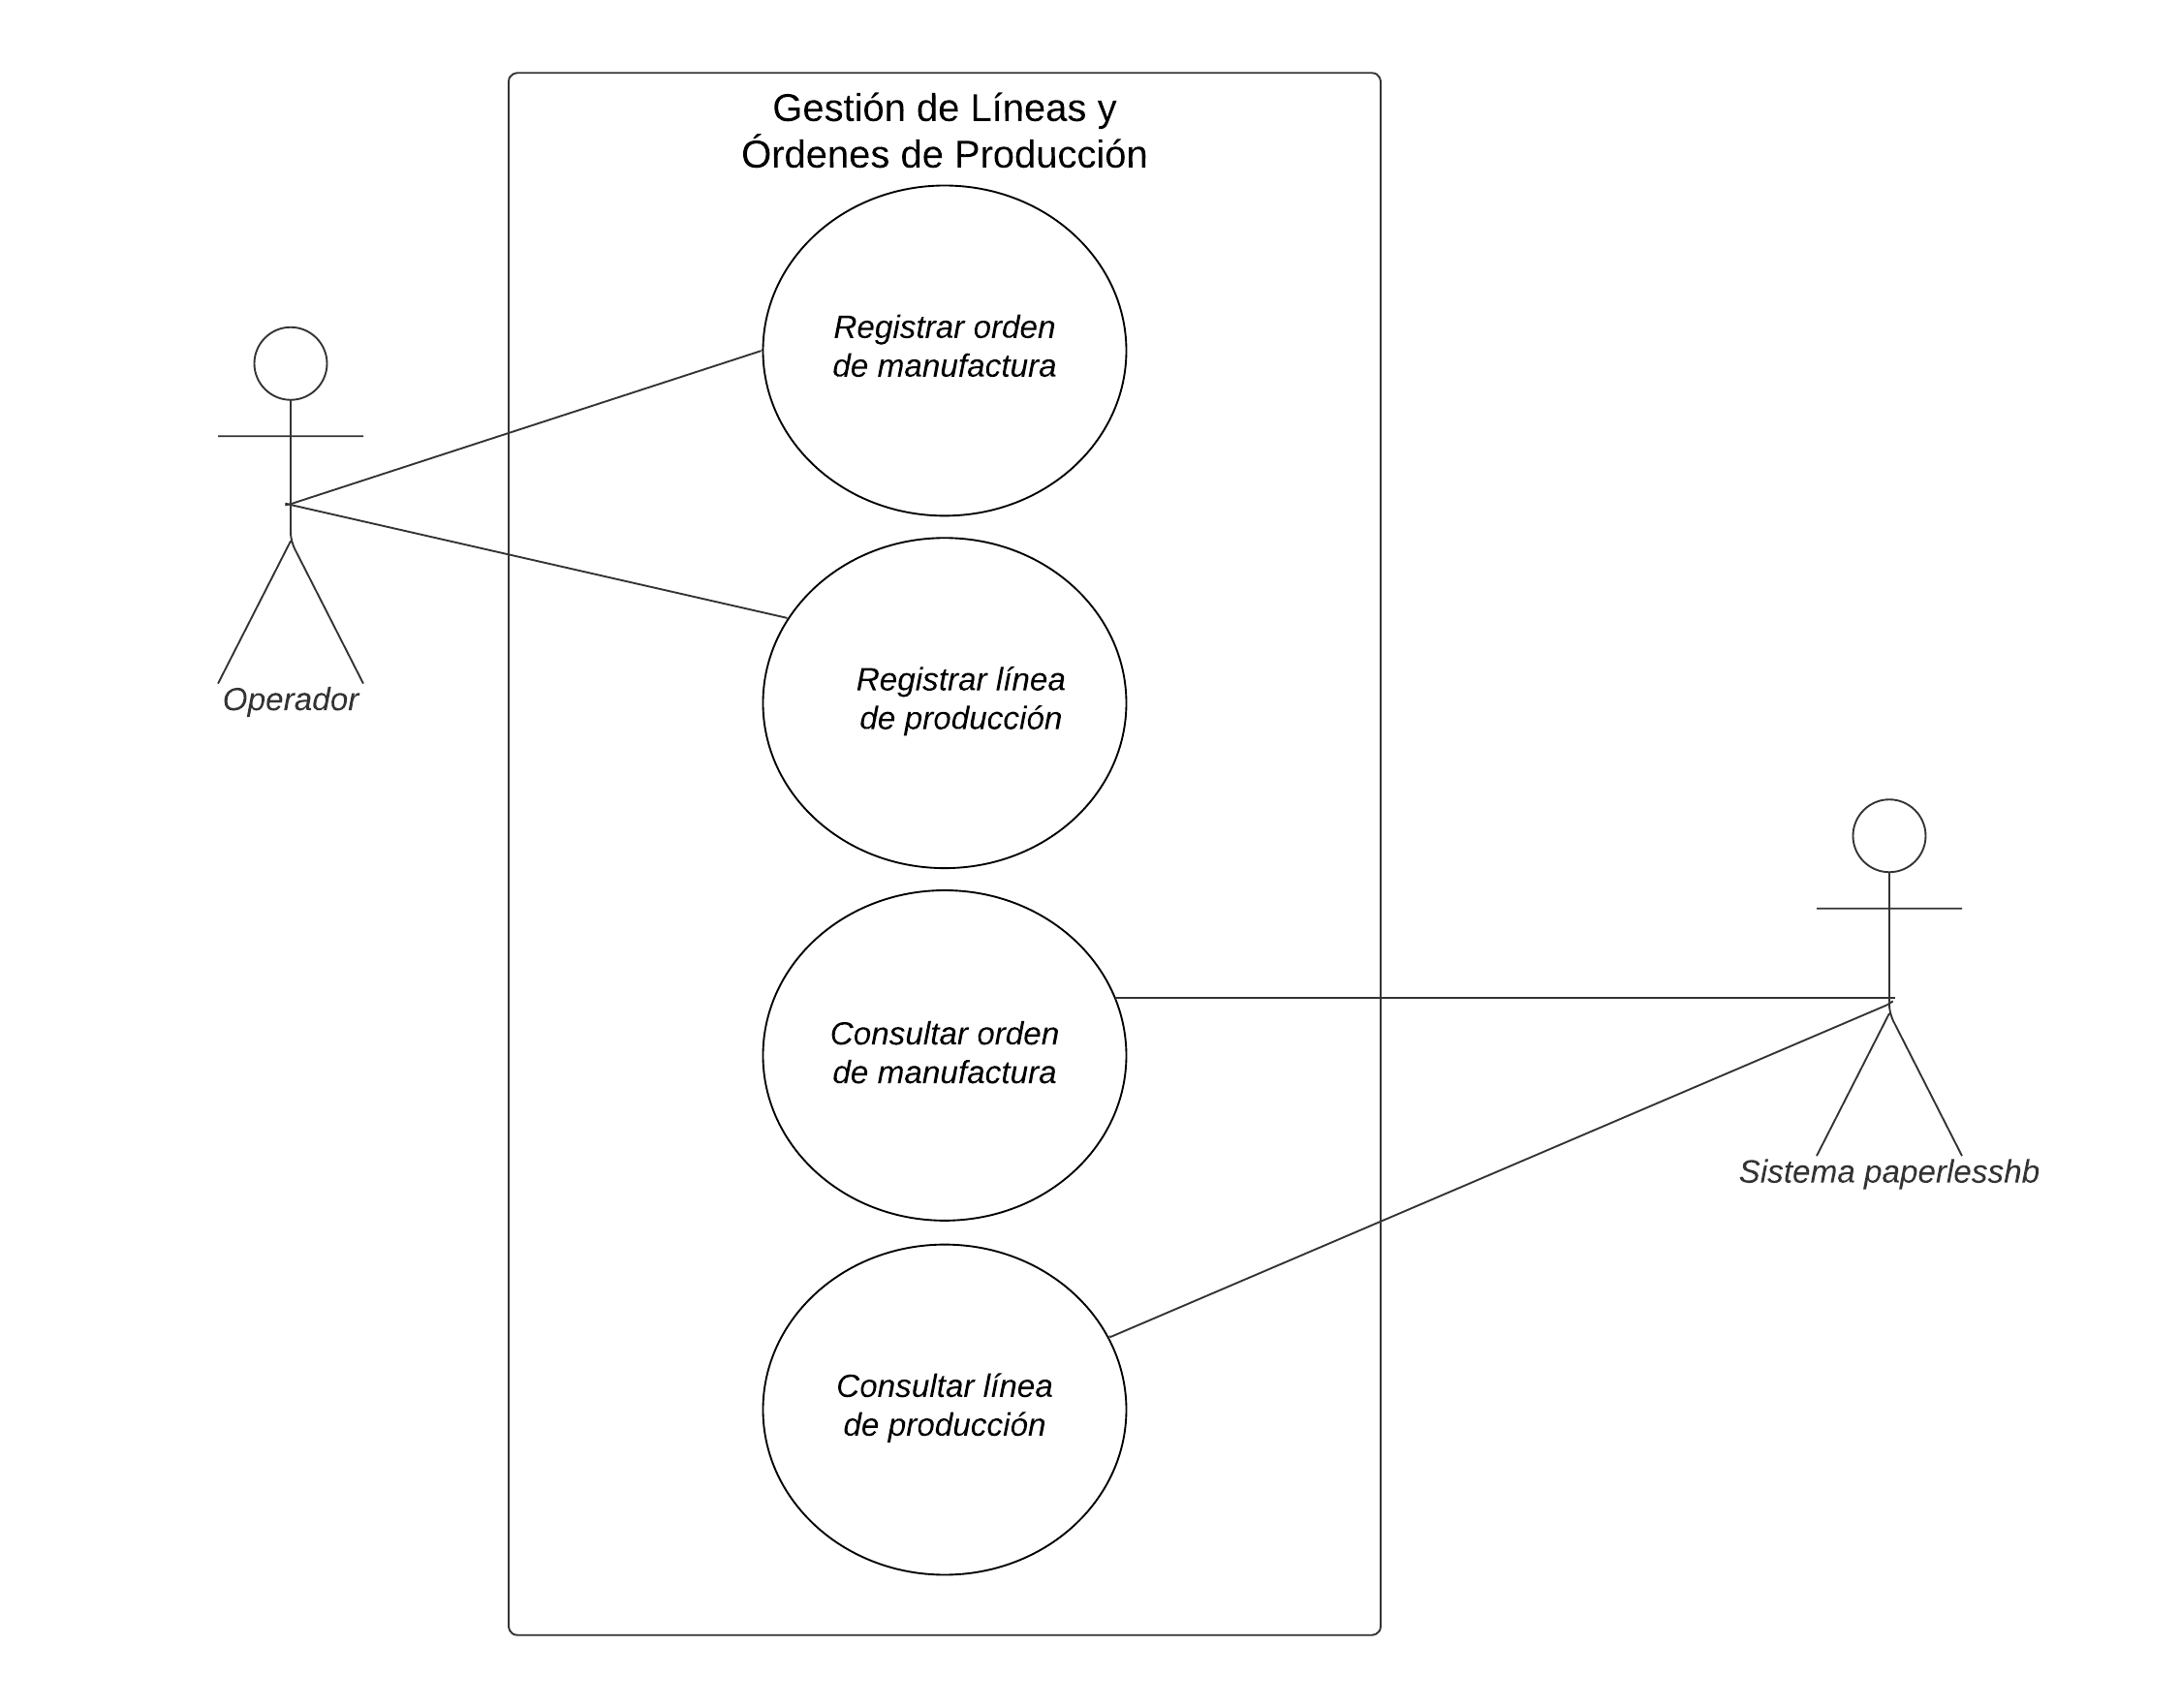 Gestión de Líneas y
Órdenes de Producción
Registrar orden
de manufactura
Operador
Registrar línea
de producción
Consultar orden
de manufactura
Sistema paperlesshb
Consultar línea
de producción